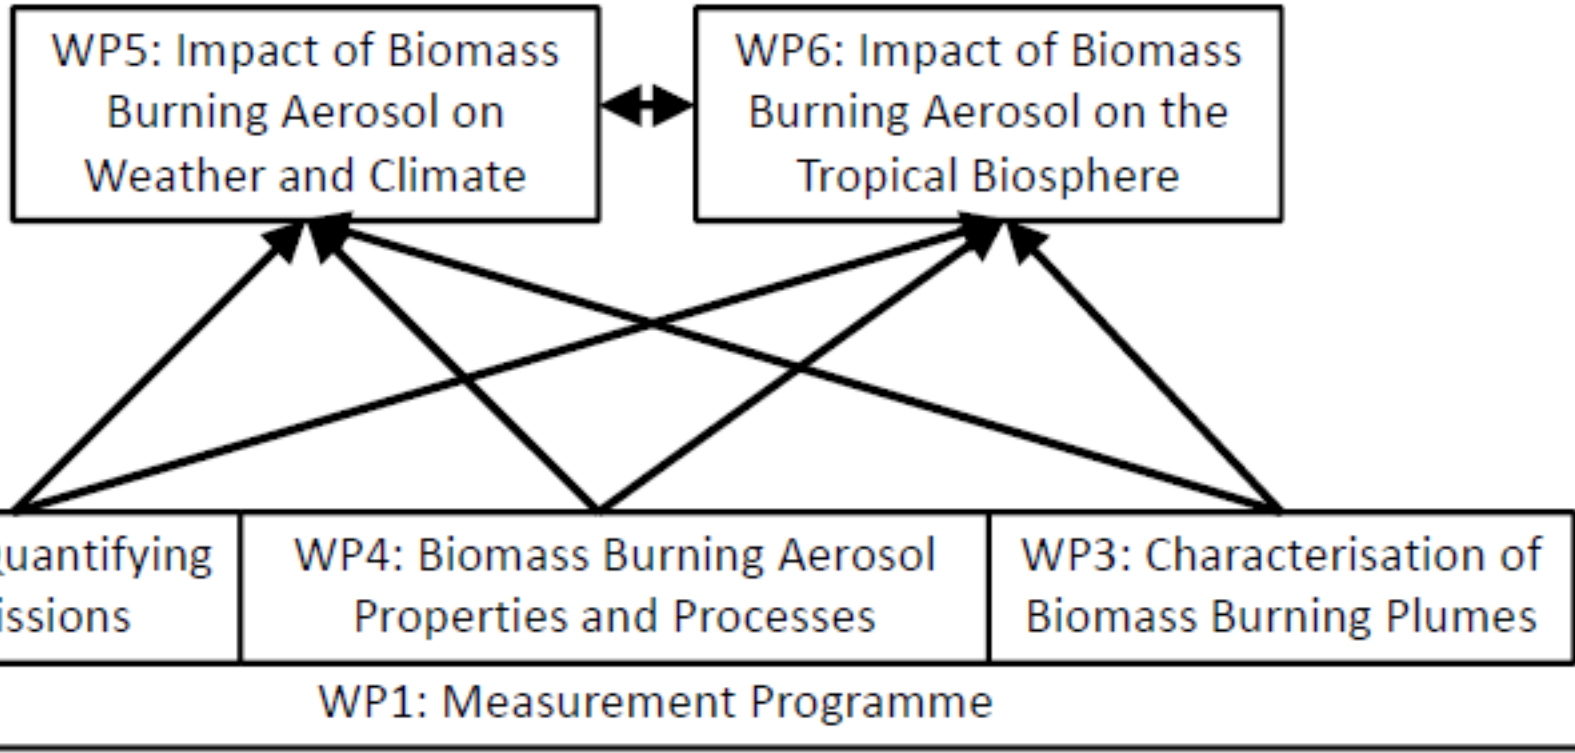 WP5: Impact of Biomass
Burning Aerosol on
Weather and Climate
WP6: Impact of Biomass
Burning Aerosol on the
Tropical Biosphere
uantifying
issions
WP4: Biomass Burning Aerosol
Properties and Processes
WP3: Characterisation of
Biomass Burning Plumes
WP1: Measurement Programme